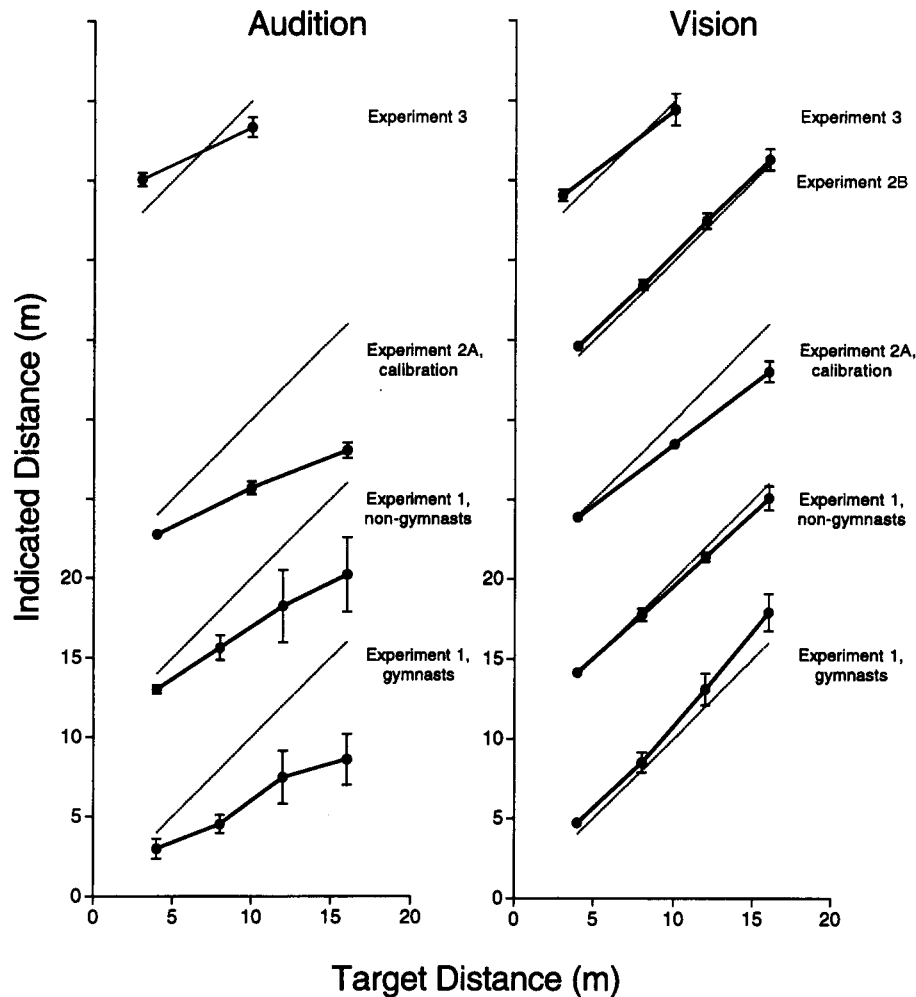 Audition
Vision
Experiment 3
Experiment 2A,
calibration
Experiment 1,
non-gymnasts
Experiment 1,
gymnasts
Experiment 3
Experiment 2B
Experiment 2A,
calibration
Experiment 1,
non-gymnasts
Experiment 1,
gymnasts
Indicated Distance (m)
20
15
10
5
0
0 5 10 15 20
20
15
10
5
0
0 5 10 15 20
Target Distance (m)